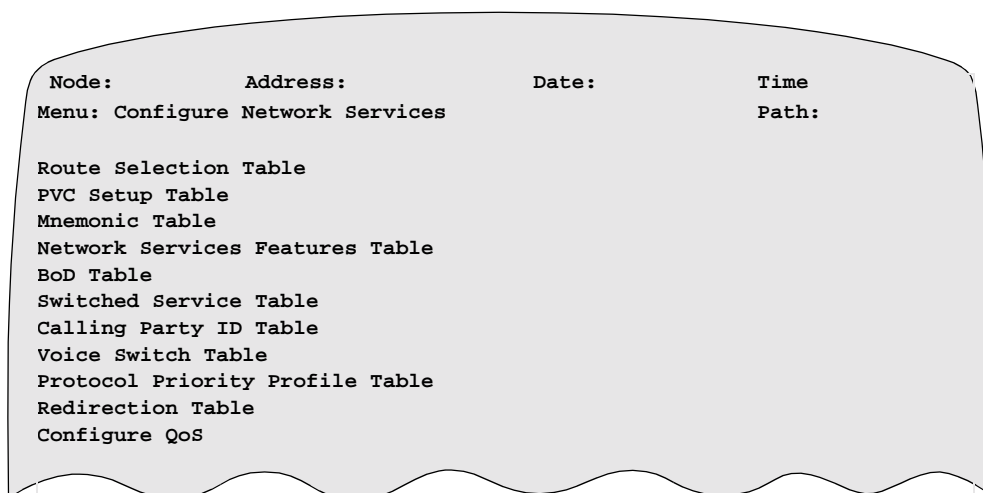 Node: Address: Date: Time
Menu: Configure Network Services Path:
Route Selection Table
PVC Setup Table
Mnemonic Table
Network Services Features Table
BoD Table
Switched Service Table
Calling Party ID Table
Voice Switch Table
Protocol Priority Profile Table
Redirection Table
Configure QoS